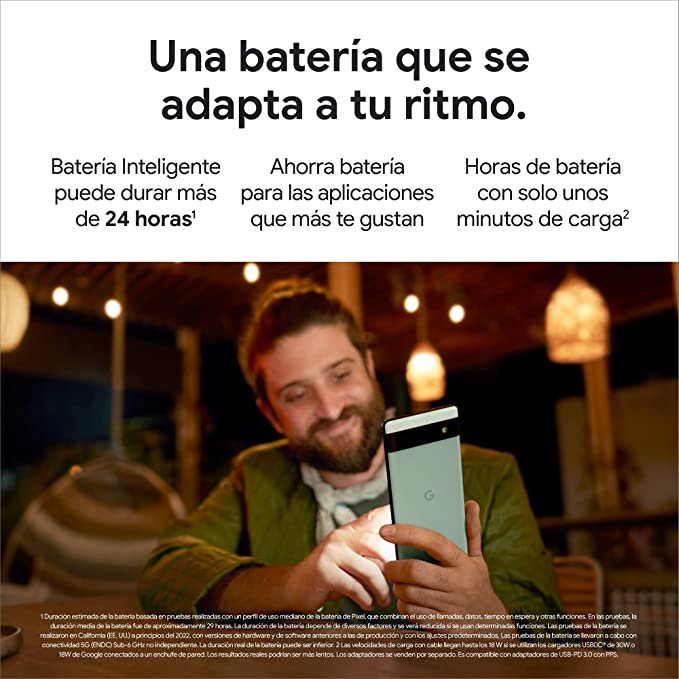 Una batería que se
adapta a tu ritmo.
Batería Inteligente
puede durar más
de 24 horas¹
Ahorra batería
para las aplicaciones
que más te gustan
Horas de batería
con solo unos
minutos de carga²
G
1 Duración estimada de la batería basada en pruebas realizadas con un perfil de uso mediano de la batería de Pixel, que combinan el uso de llamadas, datos, tiempo en espera y otras funciones. En las pruebas, la
duración media de la batería fue de aproximadamente 29 horas. La duración de la batería depende de diversos factores y se verá reducida si se usan determinadas funciones. Las pruebas de la batería se
realizaron en California (EE. UU.) a principios del 2022, con versiones de hardware y de software anteriores a las de producción y con los ajustes predeterminados. Las pruebas de la batería se llevaron a cabo con
conectividad 5G (ENDC) Sub-6 GHz no independiente. La duración real de la batería puede ser inferior. 2 Las velocidades de carga con cable llegan hasta los 18 W si se utilizan los cargadores USBDC® de 30W o
18W de Google conectados a un enchufe de pared. Los resultados reales podrían ser más lentos. Los adaptadores se venden por separado. Es compatible con adaptadores de USB-PD 3.0 con PPS.